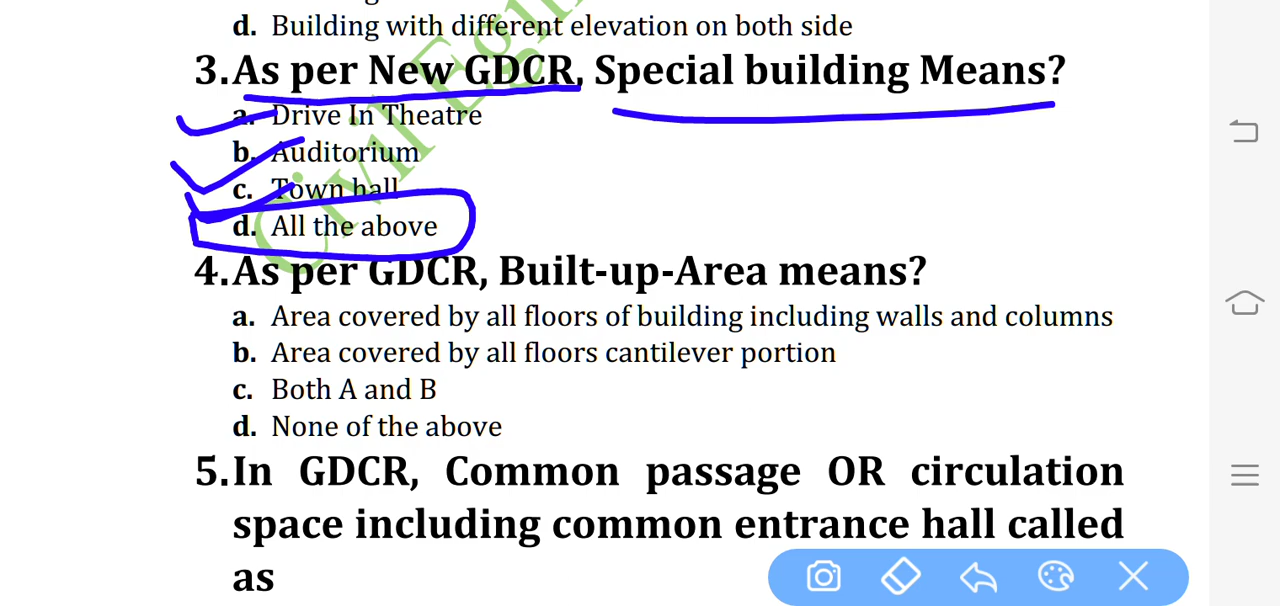 d. Building with different elevation on both side
3.As per New GDCR, Special building Means?
a. Drive In Theatre
b. Auditorium
c. Town hall
d. All the above
4.As per GDCR, Built-up-Area means?
a. Area covered by all floors of building including walls and columns
b. Area covered by all floors cantilever portion
c. Both A and B
d. None of the above
5.In GDCR, Common passage OR circulation
space including common entrance hall called
as
Civil